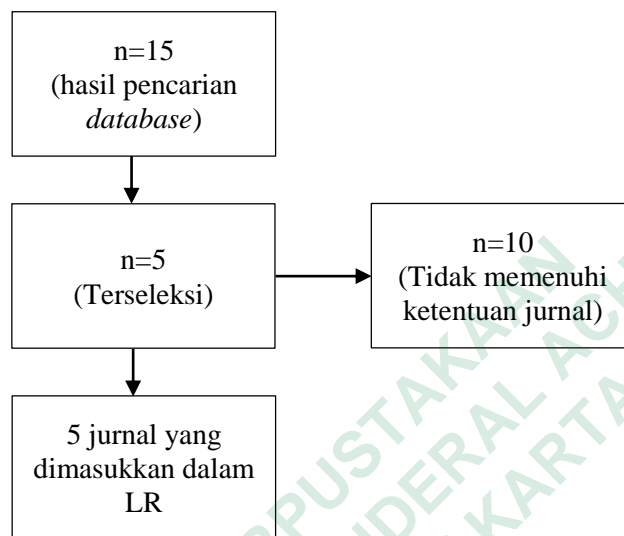 n=15
(hasil pencarian
database)
n=5
(Terseleksi)
n=10
(Tidak memenuhi
ketentuan jurnal)
5 jurnal yang
dimasukkan dalam
LR